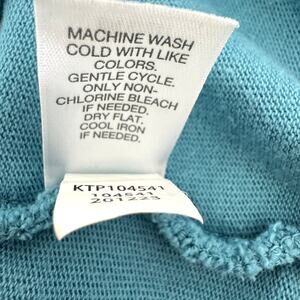 MACHINE WASH
COLD WITH LIKE
COLORS.
GENTLE CYCLE.
ONLY NON-
CHLORINE BLEACH
IF NEEDED.
DRY FLAT.
COOL IRON
IF NEEDED.
KTP104541
104541
201223